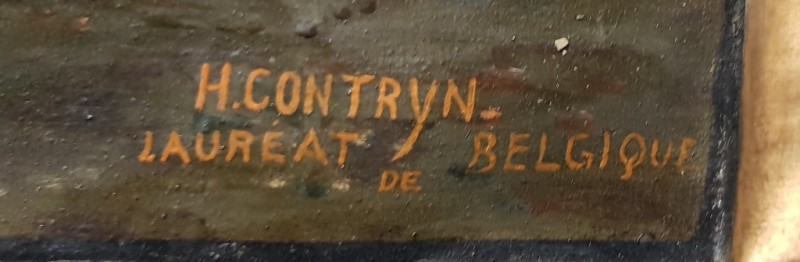 H. CONTRYN-
LAURÉAT DE BELGIQUE